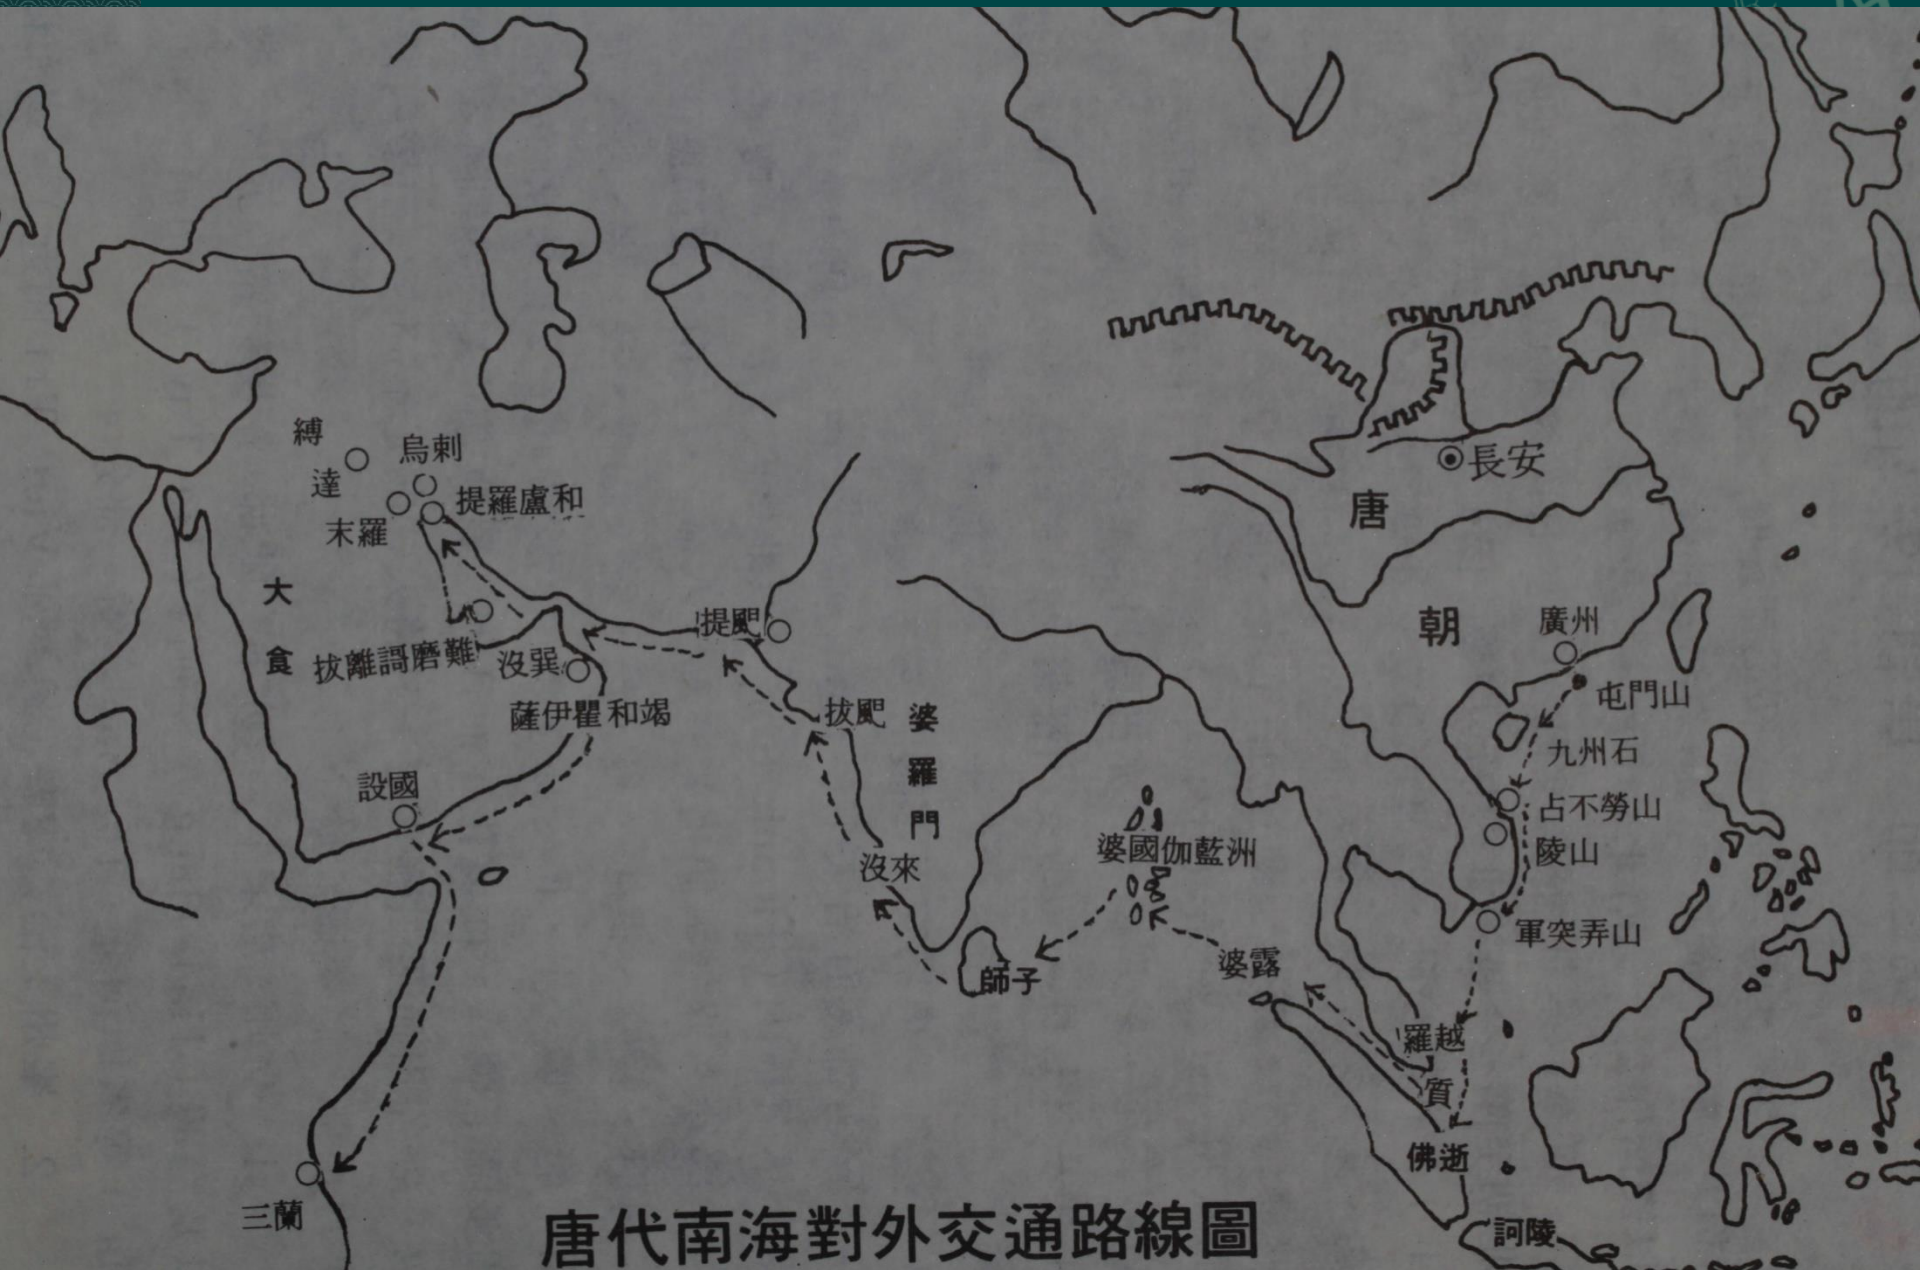 縛達
烏剌
提羅盧和
末羅
大食
拔離謌磨難
沒巽
薩伊瞿和竭
設國
三蘭
提䫻
拔䫻
婆羅門
沒來
師子
婆國伽藍洲
婆露
羅越
質
佛逝
訶陵
長安
唐朝
廣州
屯門山
九州石
占不勞山
陵山
軍突弄山
唐代南海對外交通路線圖